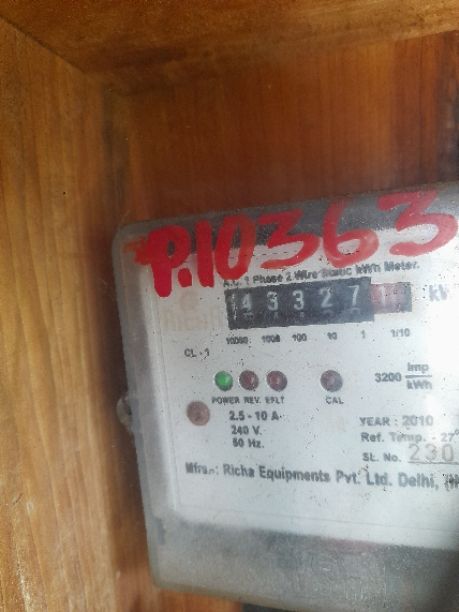 P.10363
A.C. 1 Phase 2 Wire Static kWh Meter.
43327
10000 1000 100 10 1 1/10
CL - 1
3200 Imp
kWh
POWER REV. EFLT CAL
2.5 - 10 A
240 V.
50 Hz.
YEAR : 2010
Ref. Temp. - 27°
SL. No. 230
Mfrs.: Richa Equipments Pvt. Ltd. Delhi,